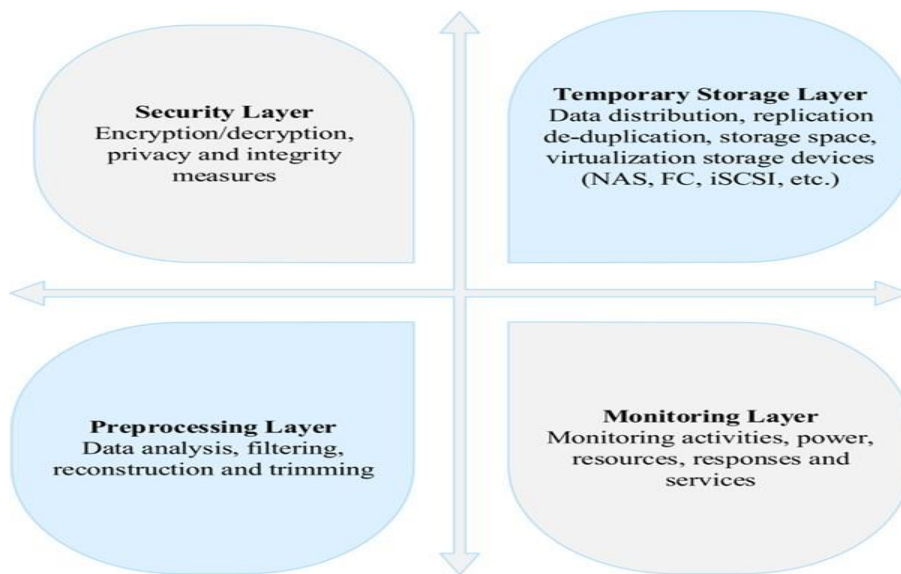 Security Layer
Encryption/decryption,
privacy and integrity
measures
Temporary Storage Layer
Data distribution, replication
de-duplication, storage space,
virtualization storage devices
(NAS, FC, iSCSI, etc.)
Preprocessing Layer
Data analysis, filtering,
reconstruction and trimming
Monitoring Layer
Monitoring activities, power,
resources, responses and
services